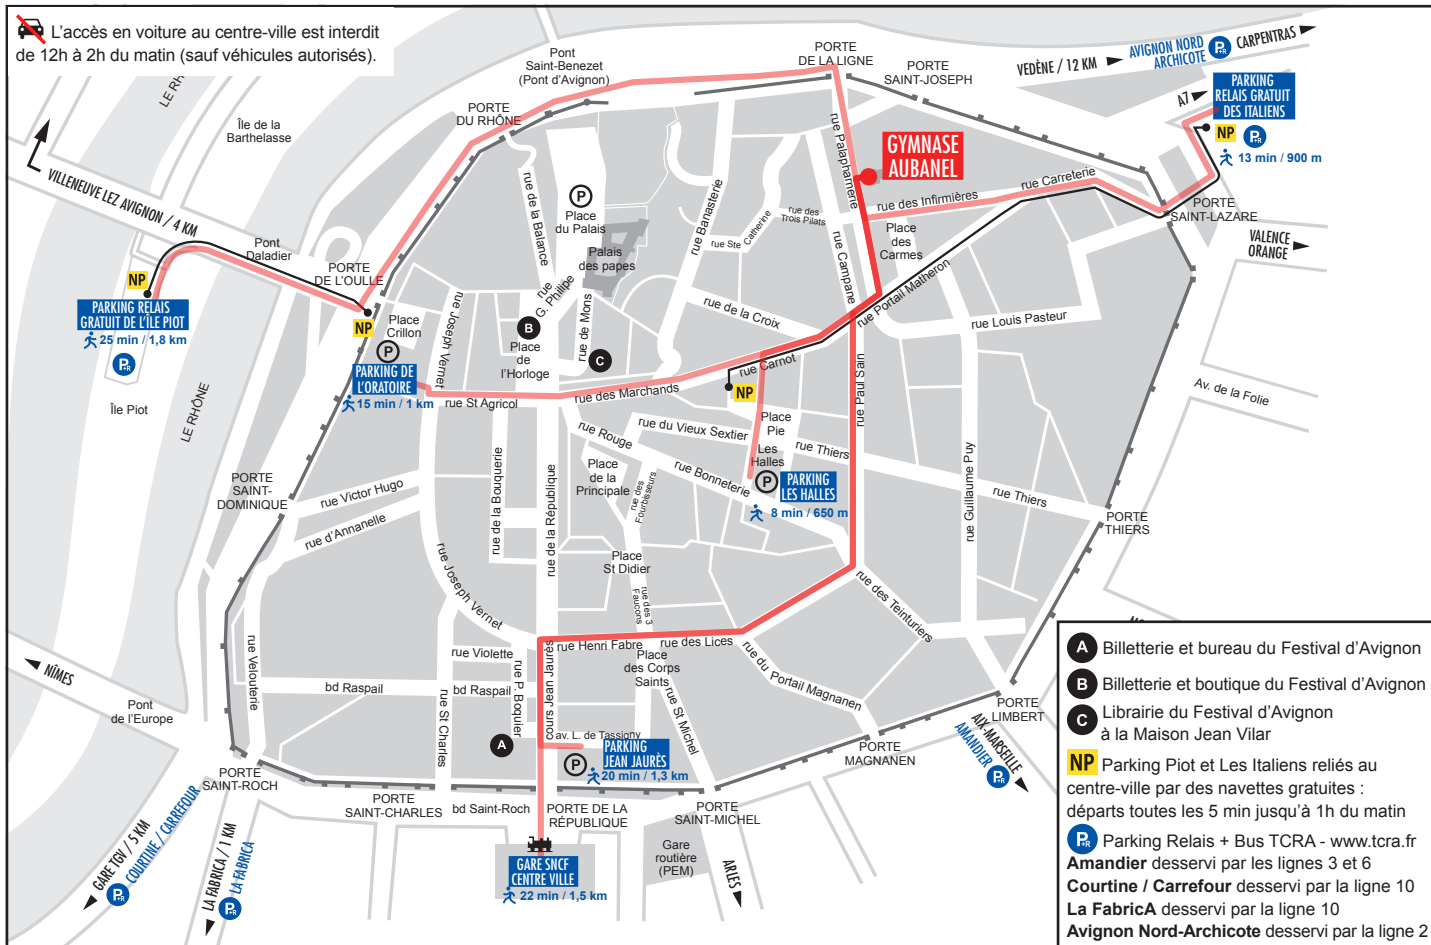 L'accès en voiture au centre-ville est interdit
de 12h à 2h du matin (sauf véhicules autorisés).
Pont
Saint-Benezet
(Pont d'Avignon)
PORTE
DE LA LIGNE
PORTE
SAINT-JOSEPH
VEDÈNE / 12 KM
AVIGNON NORD
ARCHICOTE
P+R
CARPENTRAS
A7
PARKING
RELAIS GRATUIT
DES ITALIENS
NP
P+R
13 min / 900 m
LE RHÔ
Île de la
Barthelasse
PORTE
DU RHÔNE
VILLENEUVE LEZ AVIGNON / 4 KM
Pont
Daladier
PORTE
DE L'OULLE
NP
PARKING RELAIS
GRATUIT DE L'ÎLE PIOT
25 min / 1,8 km
P+R
Île Piot
LE RHÔNE
NP
Place
Crillon
P
PARKING DE
L'ORATOIRE
15 min / 1 km
rue Joseph Vernet
rue de la Balance
P
Place
du Palais
Palais
des papes
rue
G. Philipe
rue de Mons
B
Place
de
l'Horloge
C
rue Banasterie
rue Ste
Catherine
rue des
Trois Pilats
rue Palapharnerie
GYMNASE
AUBANEL
rue des Infirmières
rue Carreterie
PORTE
SAINT-LAZARE
VALENCE
ORANGE
Place
des
Carmes
rue Campane
rue Portail Matheron
rue de la Croix
rue Louis Pasteur
Av. de la Folie
rue Carnot
NP
rue St Agricol
rue des Marchands
rue Paul Sain
rue Rouge
rue du Vieux Sextier
Place
Pie
rue Thiers
Les
Halles
P
PARKING
LES HALLES
8 min / 650 m
rue Bonneterie
Place
de la
Principale
rue des
Fourbisseurs
rue de la Bouquerie
rue de la République
rue Guillaume Puy
rue Thiers
PORTE
THIERS
PORTE
SAINT-
DOMINIQUE
rue Victor Hugo
rue d'Annanelle
rue Joseph Vernet
Place
St Didier
rue des 3
Faucons
rue des Teinturiers
rue Velouterie
rue Henri Fabre
rue des Lices
rue Violette
Place
des Corps
Saints
rue du Portail Magnanen
bd Raspail
bd Raspail
rue P. Boquier
cours Jean Jaurès
rue St Michel
rue St Charles
A
av. L. de Tassigny
P
PARKING
JEAN JAURÈS
20 min / 1,3 km
PORTE
MAGNANEN
PORTE
LIMBERT
AIX-MARSEILLE
AMANDIER
P+R
NÎMES
Pont
de l'Europe
PORTE
SAINT-ROCH
PORTE
SAINT-CHARLES
bd Saint-Roch
PORTE DE LA
RÉPUBLIQUE
PORTE
SAINT-MICHEL
GARE TGV / 5 KM
COURTINE / CARREFOUR
P+R
LA FABRICA / 1 KM
LA FABRICA
P+R
GARE SNCF
CENTRE VILLE
22 min / 1,5 km
Gare
routière
(PEM)
ARLES
A Billetterie et bureau du Festival d'Avignon
B Billetterie et boutique du Festival d'Avignon
C Librairie du Festival d'Avignon
à la Maison Jean Vilar
NP Parking Piot et Les Italiens reliés au
centre-ville par des navettes gratuites :
départs toutes les 5 min jusqu'à 1h du matin
P+R Parking Relais + Bus TCRA - www.tcra.fr
Amandier desservi par les lignes 3 et 6
Courtine / Carrefour desservi par la ligne 10
La FabricA desservi par la ligne 10
Avignon Nord-Archicote desservi par la ligne 2